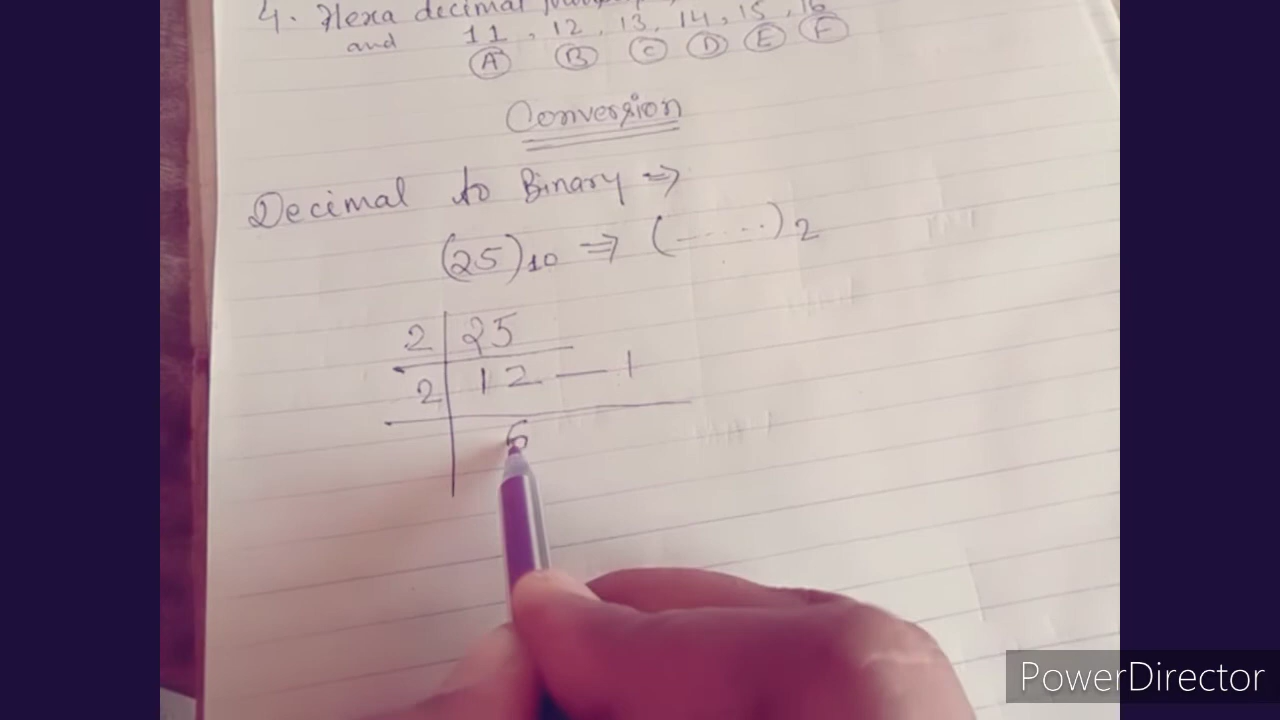 4. Hexa decimal
and 11, 12, 13, 14, 15, 16
A B C D E F
Conversion
Decimal to Binary ⇒
(25)10 ⇒ (......)2
2 | 25
2 | 12 — 1
6
PowerDirector